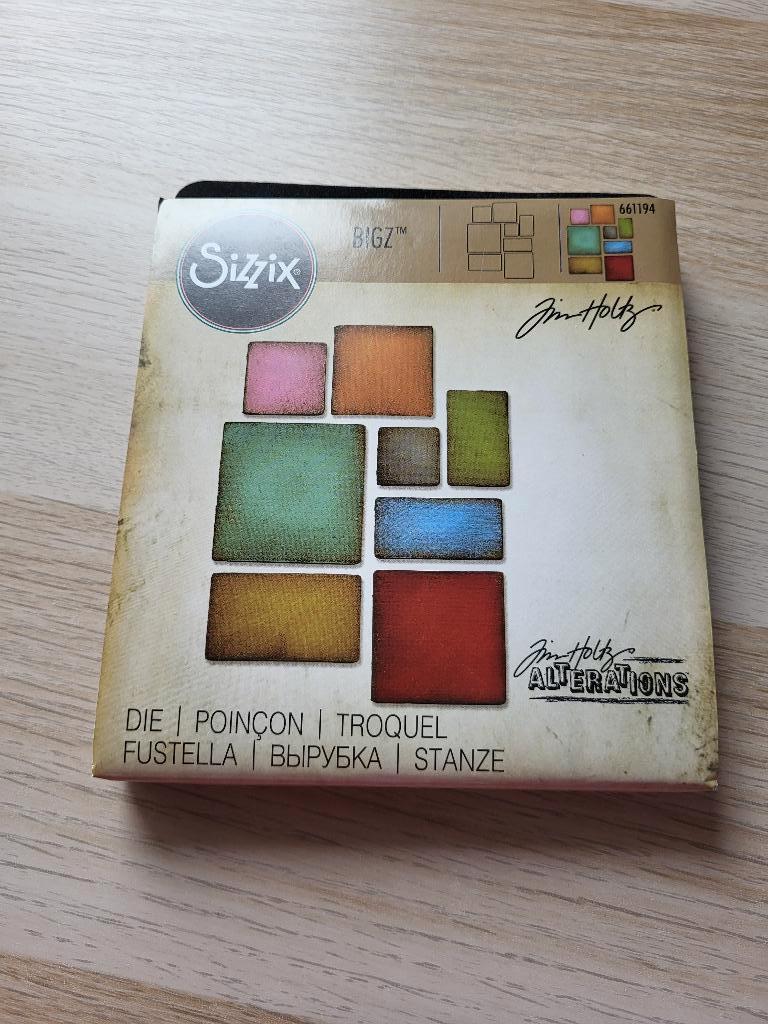 Sizzix®
BIGZ™
661194
Tim Holtz
Tim Holtz
ALTERATIONS
DIE | POINÇON | TROQUEL
FUSTELLA | ВЫРУБКА | STANZE